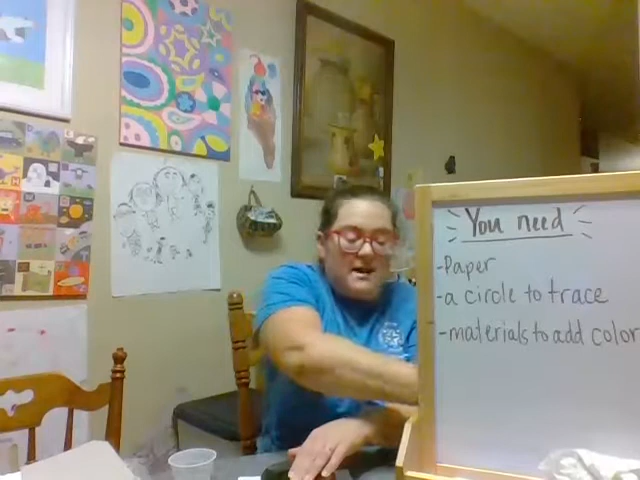 You need
-Paper
-a circle to trace
-materials to add color